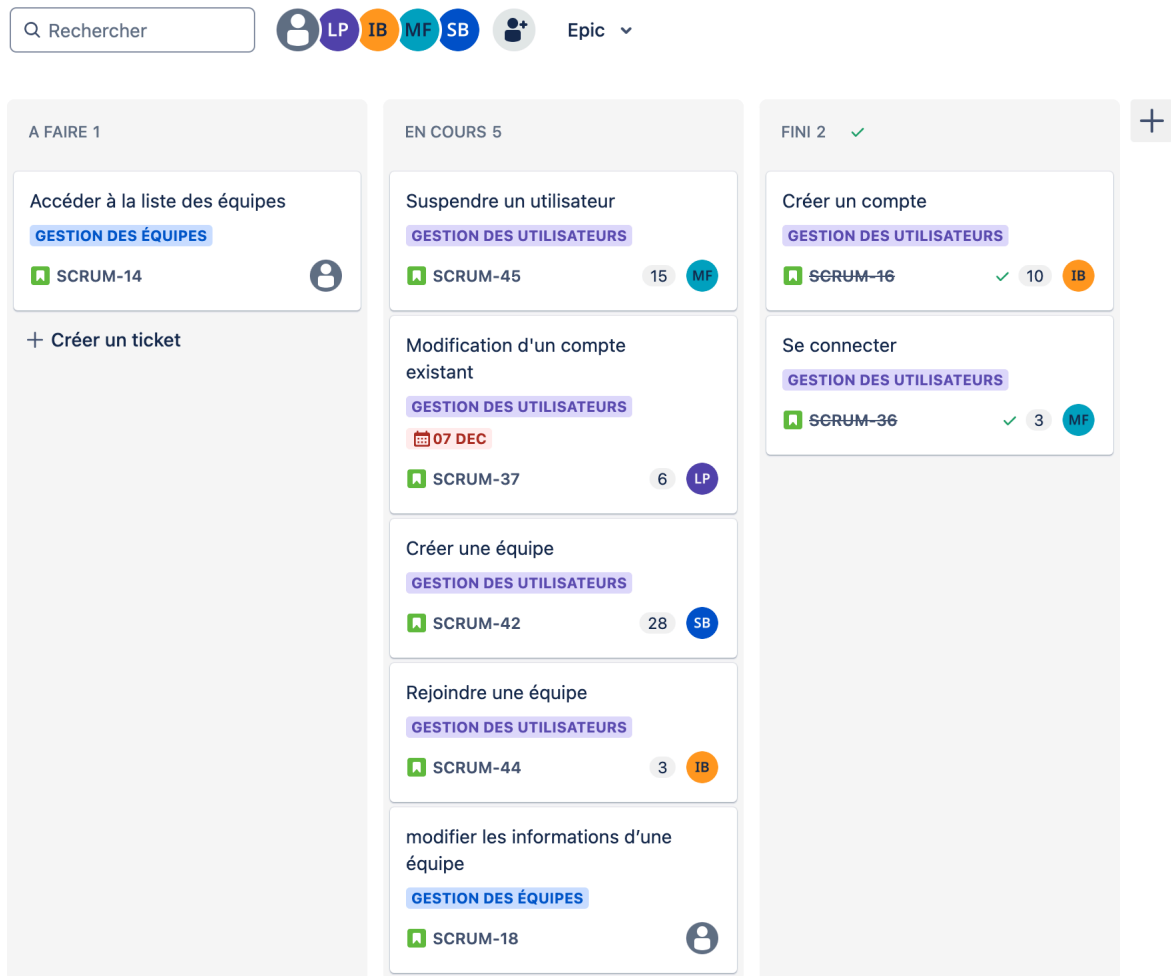 Rechercher
LP IB MF SB
Epic
A FAIRE 1
Accéder à la liste des équipes
GESTION DES ÉQUIPES
SCRUM-14
Créer un ticket
EN COURS 5
Suspendre un utilisateur
GESTION DES UTILISATEURS
SCRUM-45 15 MF
Modification d'un compte
existant
GESTION DES UTILISATEURS
07 DEC
SCRUM-37 6 LP
Créer une équipe
GESTION DES UTILISATEURS
SCRUM-42 28 SB
Rejoindre une équipe
GESTION DES UTILISATEURS
SCRUM-44 3 IB
modifier les informations d’une
équipe
GESTION DES ÉQUIPES
SCRUM-18
FINI 2
Créer un compte
GESTION DES UTILISATEURS
SCRUM-16 10 IB
Se connecter
GESTION DES UTILISATEURS
SCRUM-36 3 MF